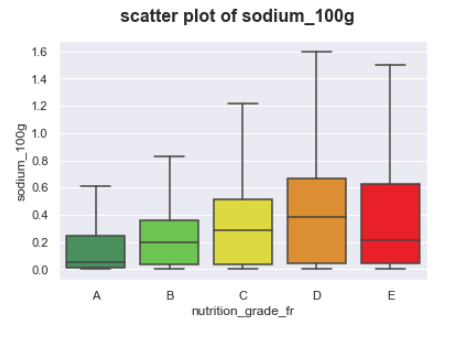 scatter plot of sodium_100g
1.6
1.4
1.2
1.0
0.8
0.6
0.4
0.2
0.0
sodium_100g
A B C D E
nutrition_grade_fr